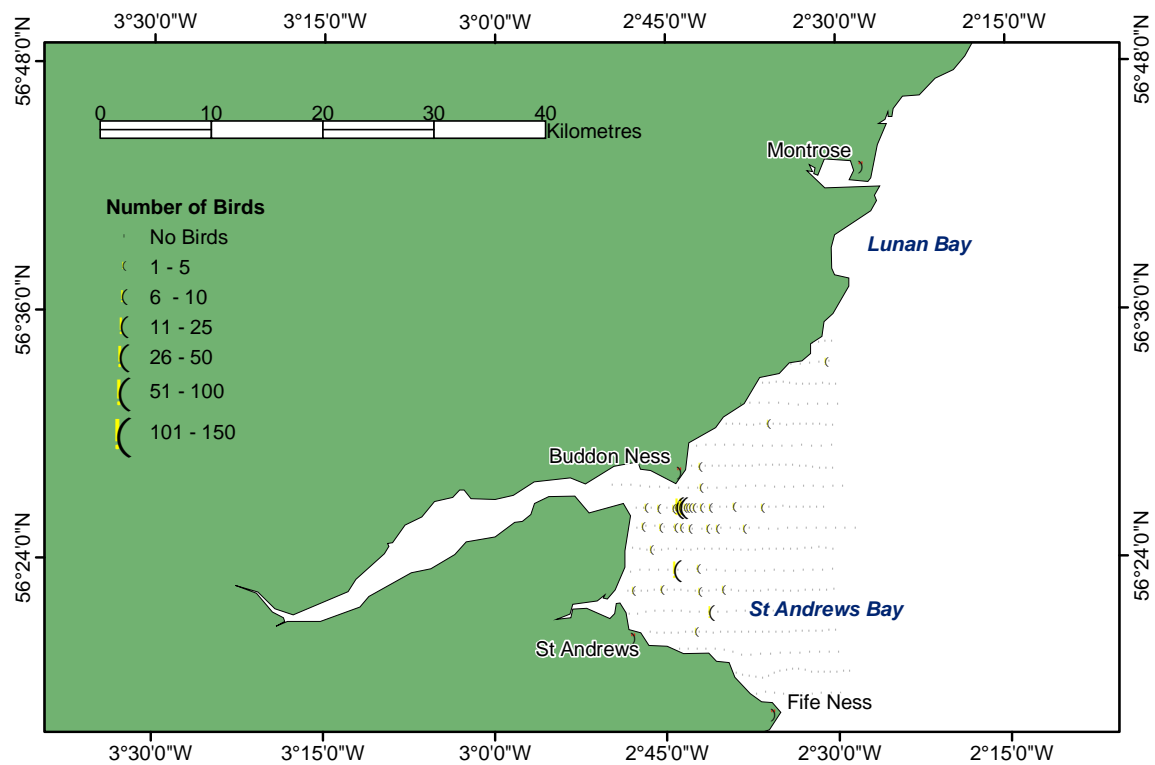 3°30'0"W 3°15'0"W 3°0'0"W 2°45'0"W 2°30'0"W 2°15'0"W
56°48'0"N 56°48'0"N
0 10 20 30 40
Kilometres
Montrose
Number of Birds
No Birds
1 - 5
6 - 10
11 - 25
26 - 50
51 - 100
101 - 150
Lunan Bay
56°36'0"N 56°36'0"N
Buddon Ness
56°24'0"N 56°24'0"N
St Andrews Bay
St Andrews
Fife Ness
3°30'0"W 3°15'0"W 3°0'0"W 2°45'0"W 2°30'0"W 2°15'0"W